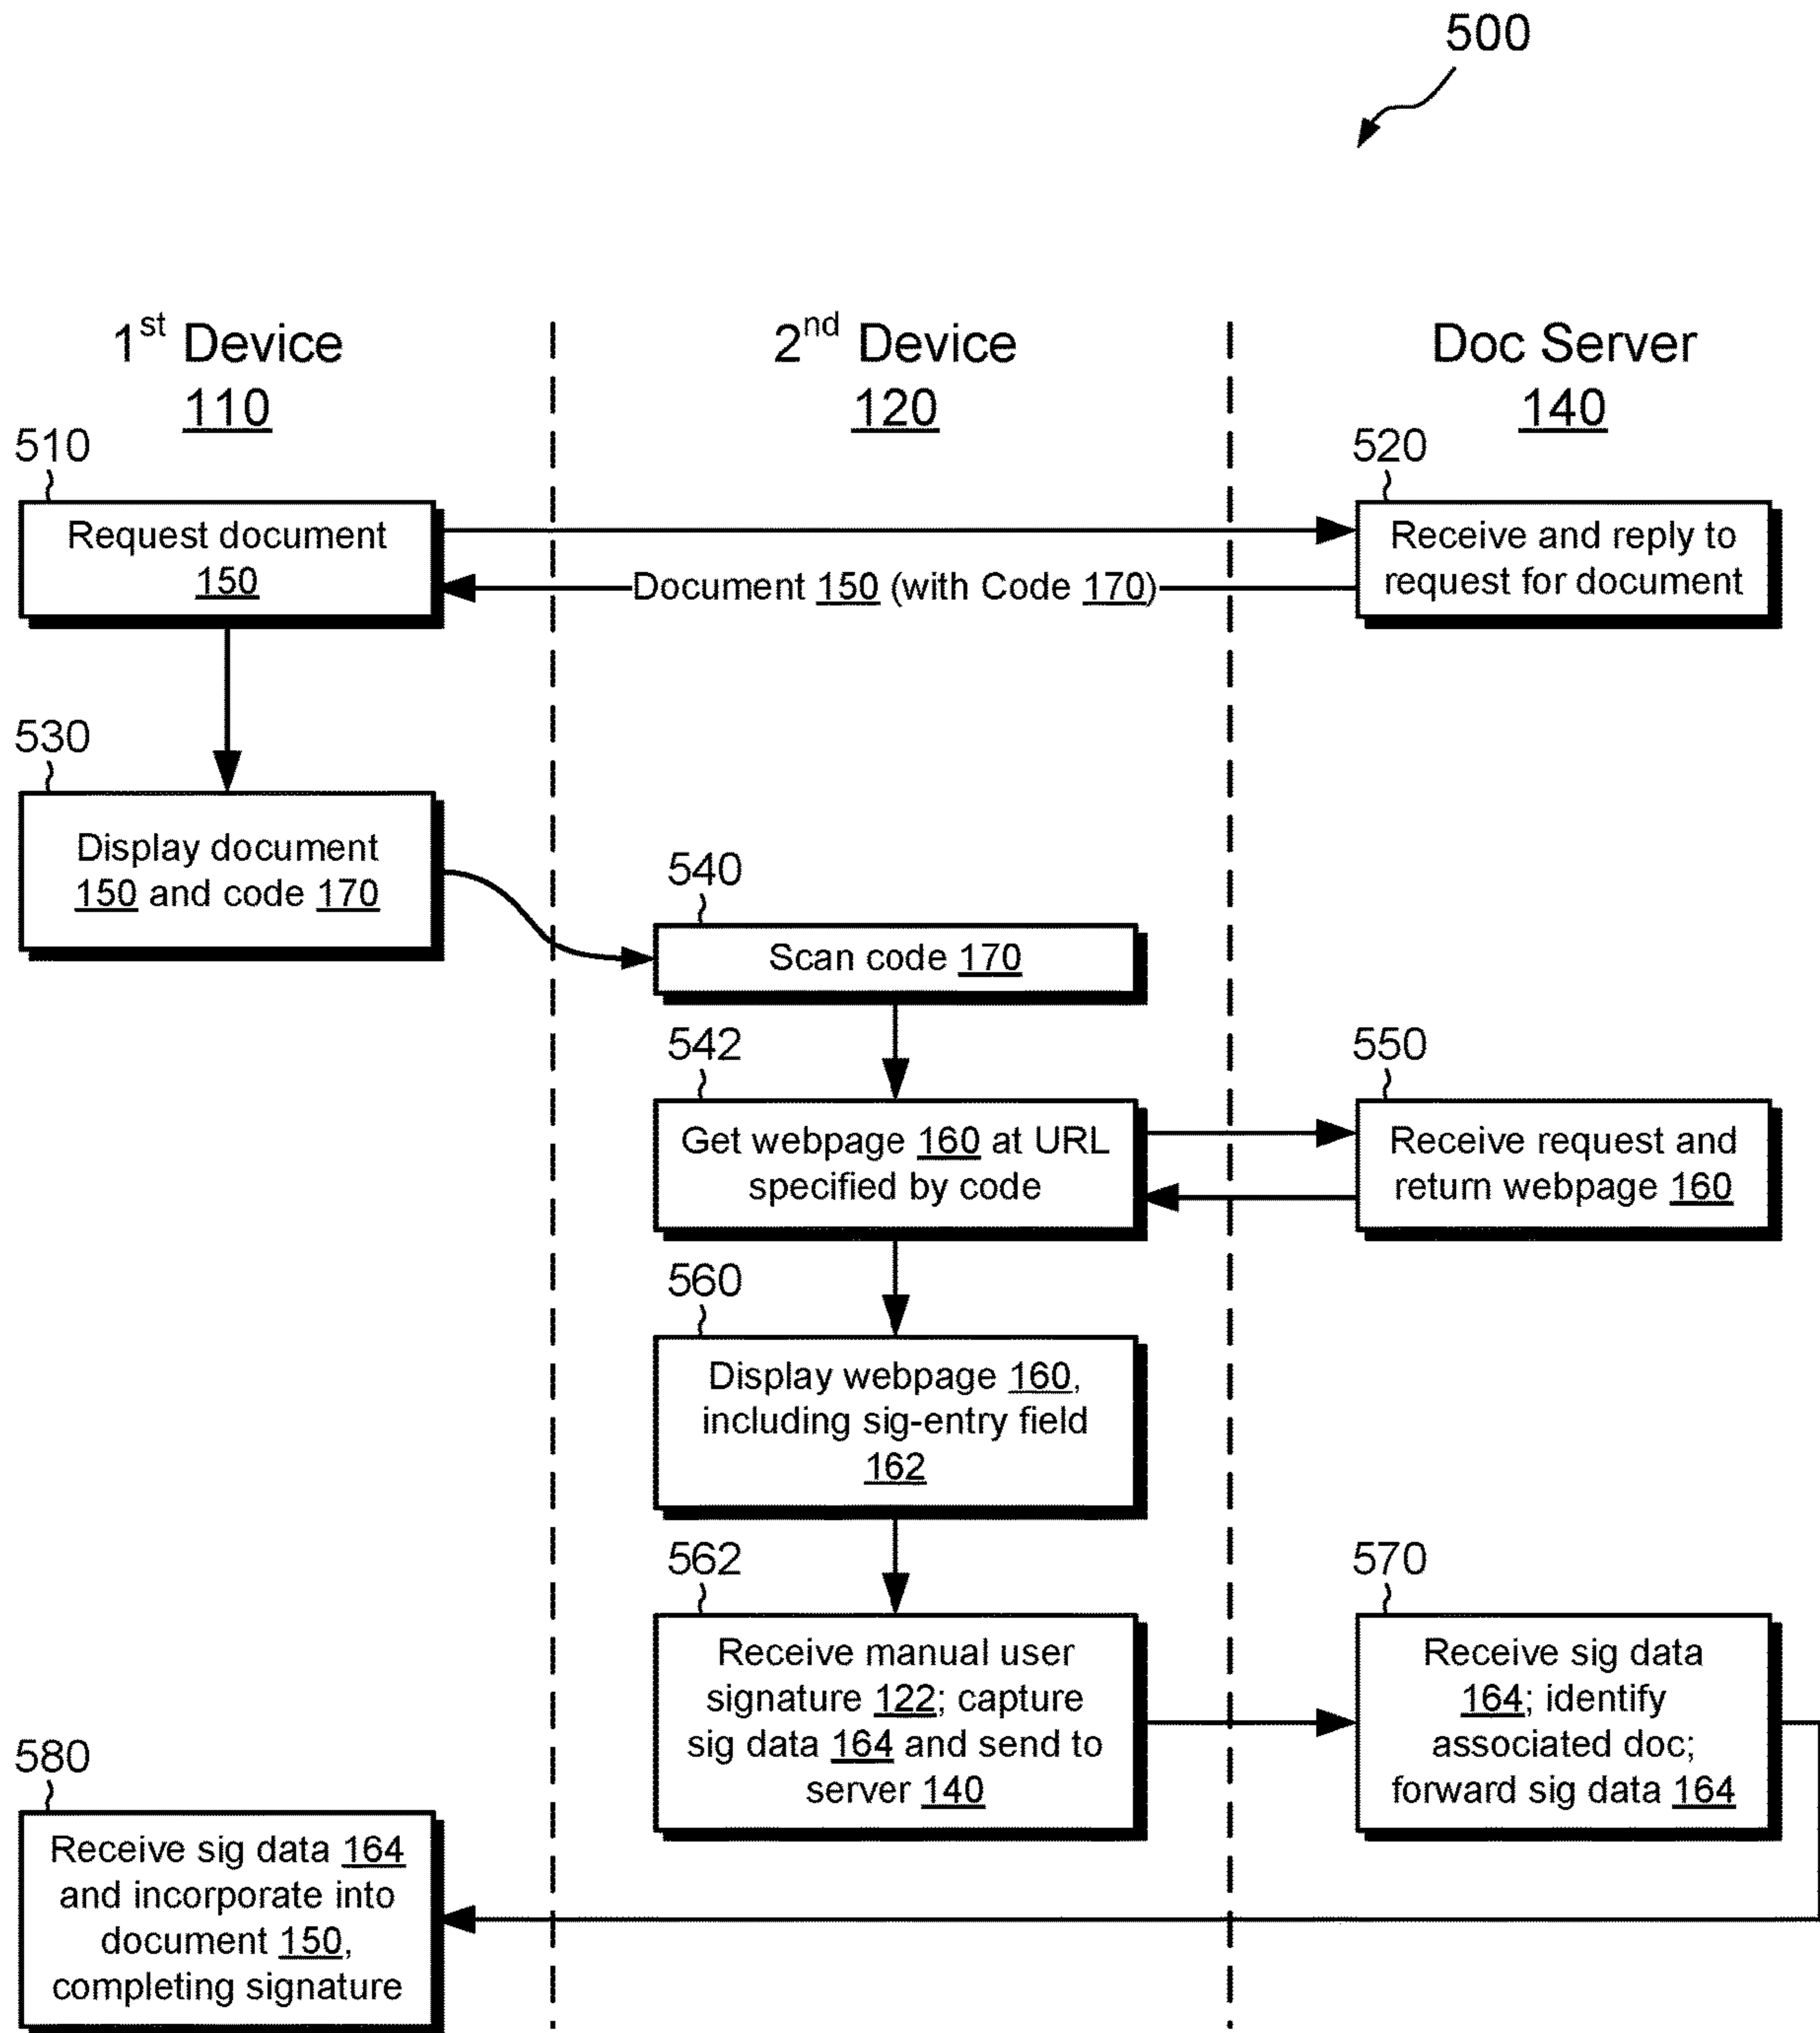 500
1st Device
110
2nd Device
120
Doc Server
140
510
Request document
150
520
Receive and reply to
request for document
Document 150 (with Code 170)
530
Display document
150 and code 170
540
Scan code 170
542
Get webpage 160 at URL
specified by code
550
Receive request and
return webpage 160
560
Display webpage 160,
including sig-entry field
162
562
Receive manual user
signature 122; capture
sig data 164 and send to
server 140
570
Receive sig data
164; identify
associated doc;
forward sig data 164
580
Receive sig data 164
and incorporate into
document 150,
completing signature